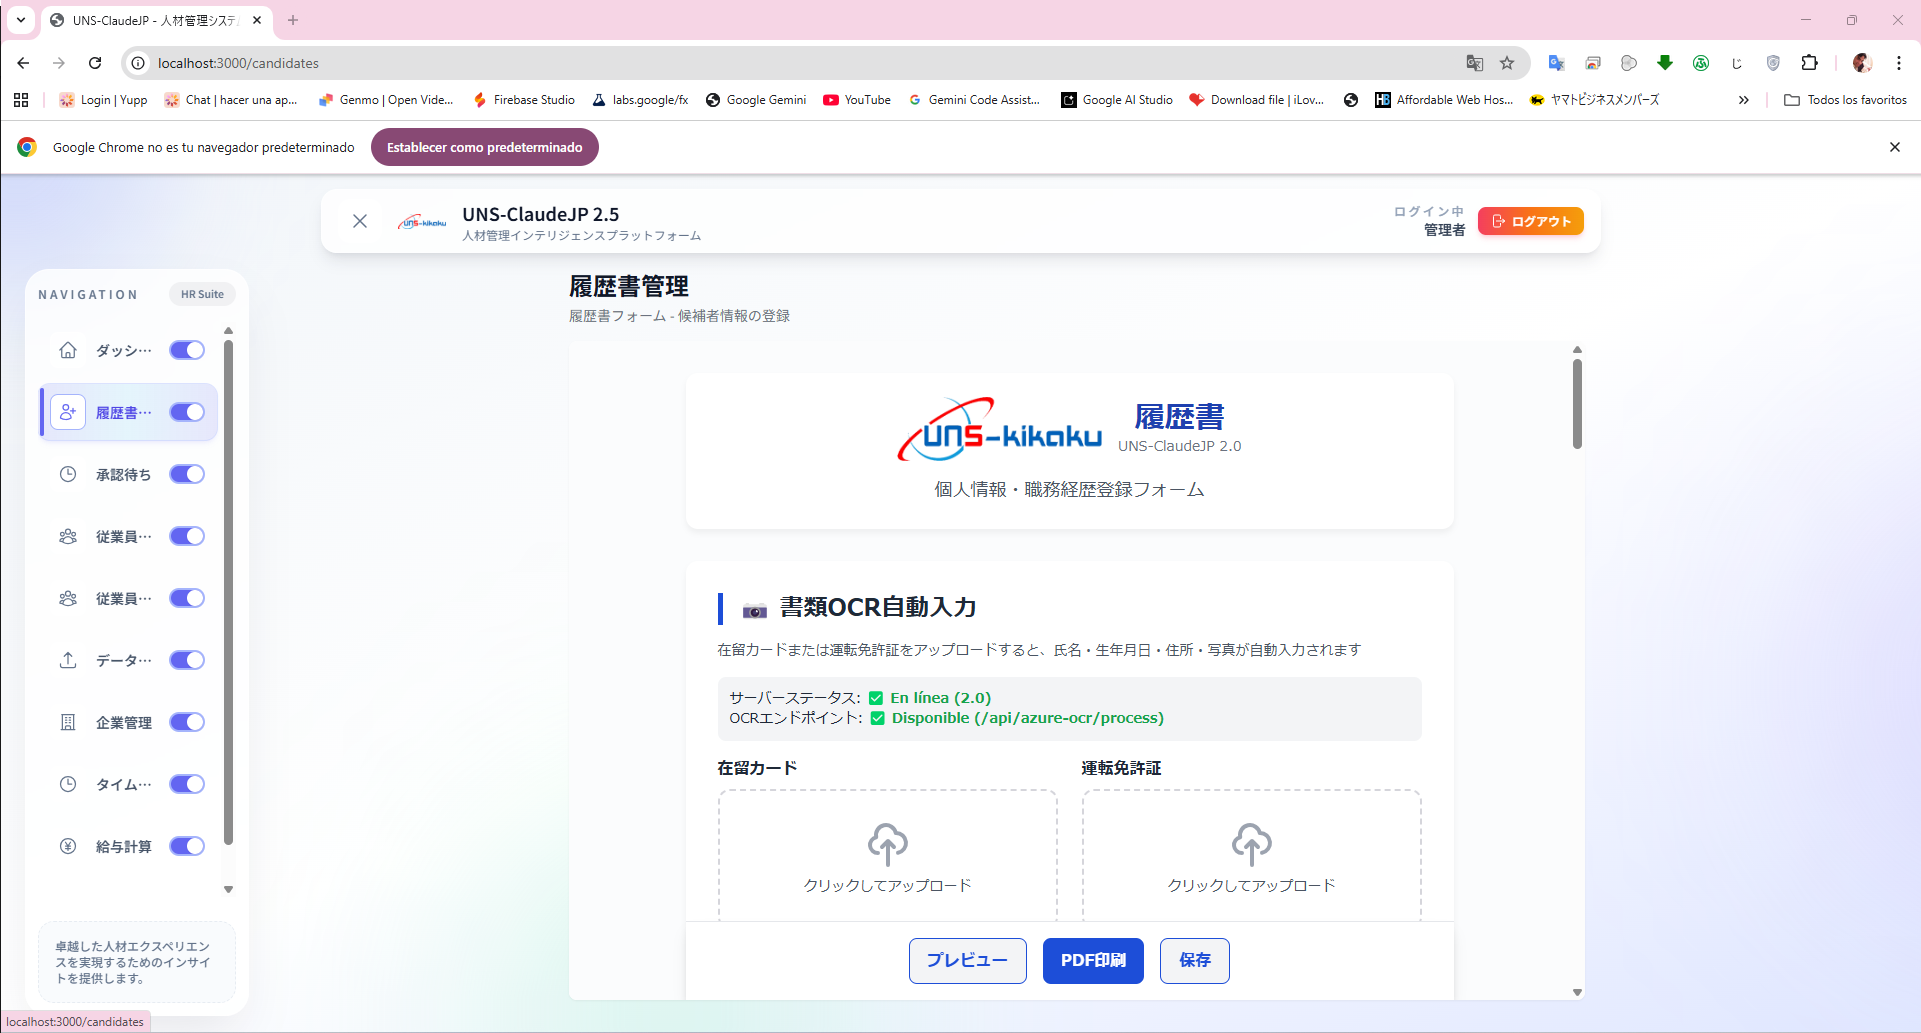 UNS-ClaudeJP - 人材管理システ
localhost:3000/candidates
Login | Yupp
Chat | hacer una ap...
Genmo | Open Vide...
Firebase Studio
labs.google/fx
Google Gemini
YouTube
Gemini Code Assist...
Google AI Studio
Download file | iLov...
Affordable Web Hos...
ヤマトビジネスメンバーズ
Todos los favoritos
Google Chrome no es tu navegador predeterminado
Establecer como predeterminado
UNS-kikaku
UNS-ClaudeJP 2.5
人材管理インテリジェンスプラットフォーム
ログイン中
管理者
ログアウト
NAVIGATION
HR Suite
ダッシ…
履歴書…
承認待ち
従業員…
従業員…
データ…
企業管理
タイム…
給与計算
卓越した人材エクスペリエン
スを実現するためのインサイ
トを提供します。
履歴書管理
履歴書フォーム - 候補者情報の登録
UNS-kikaku
履歴書
UNS-ClaudeJP 2.0
個人情報・職務経歴登録フォーム
書類OCR自動入力
在留カードまたは運転免許証をアップロードすると、氏名・生年月日・住所・写真が自動入力されます
サーバーステータス: ✅ En línea (2.0)
OCRエンドポイント: ✅ Disponible (/api/azure-ocr/process)
在留カード
運転免許証
クリックしてアップロード
クリックしてアップロード
プレビュー
PDF印刷
保存
localhost:3000/candidates